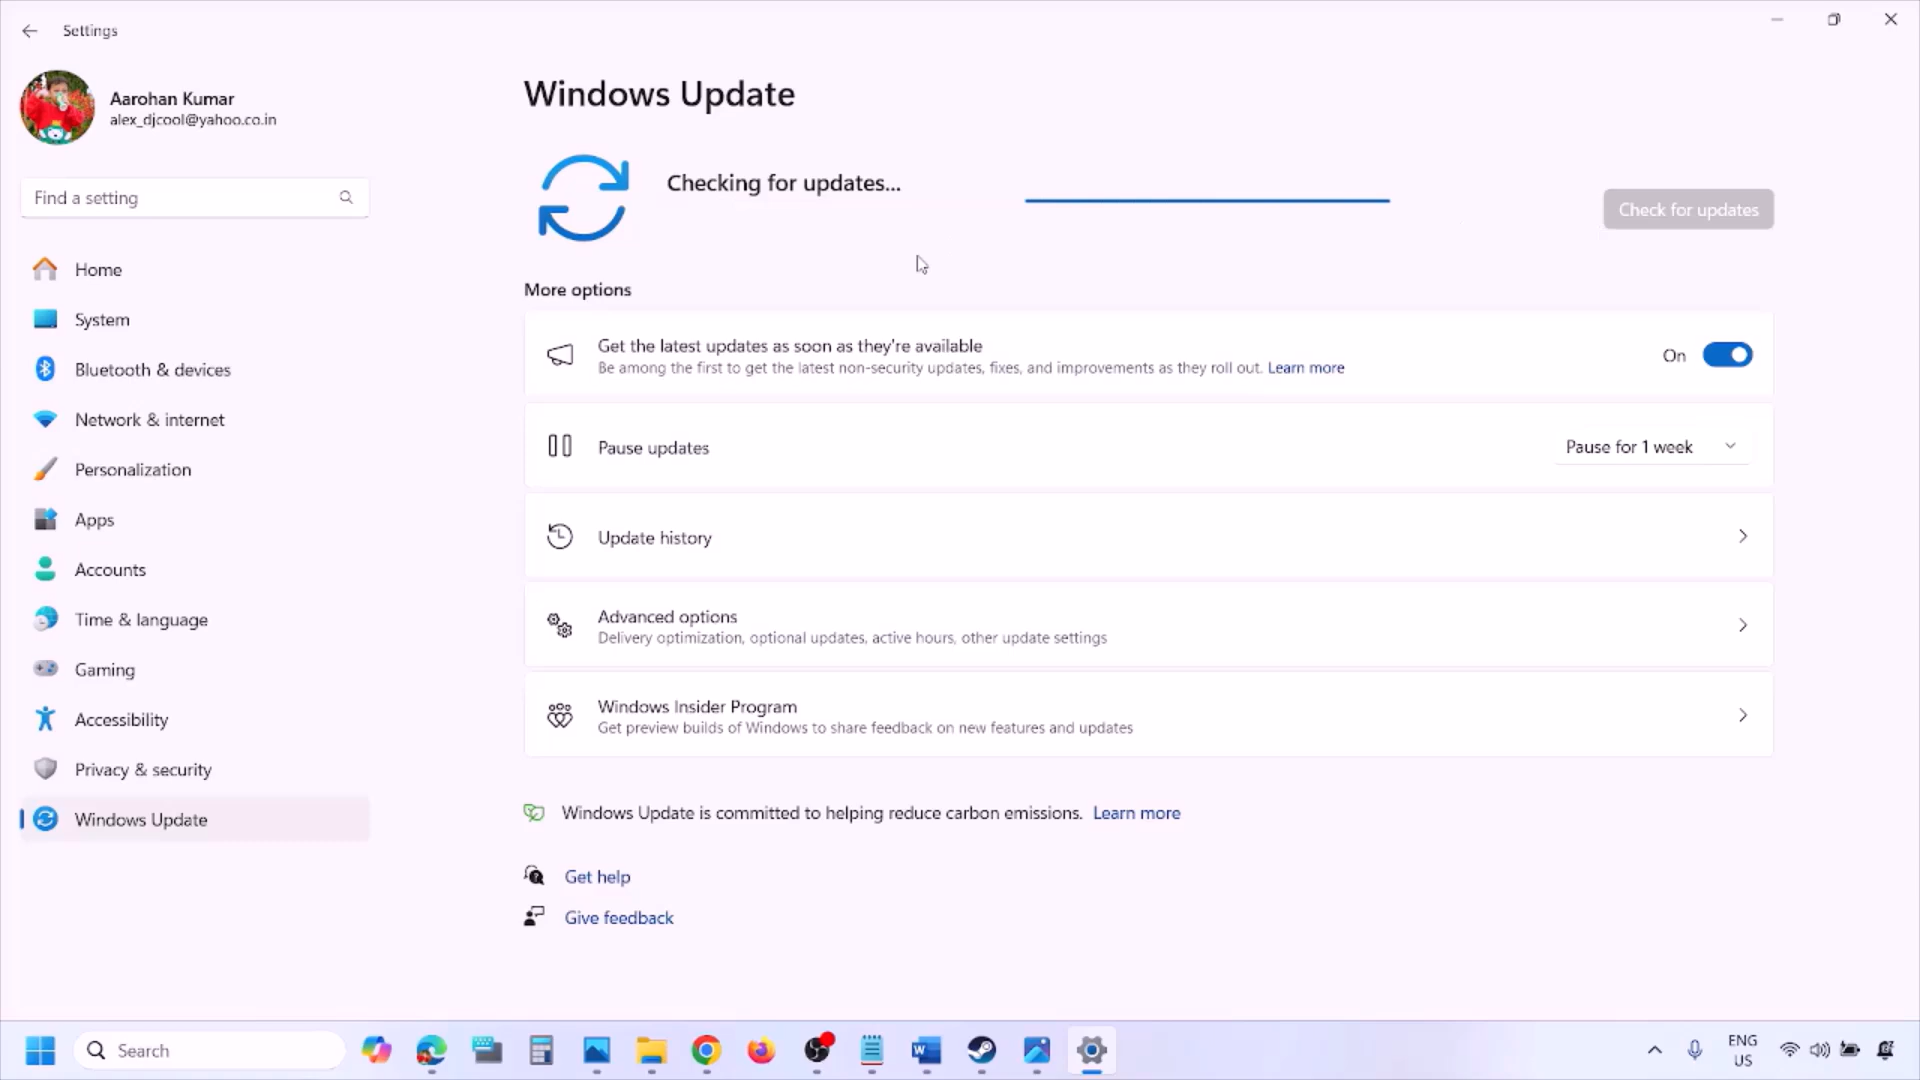 Settings
Aarohan Kumar
alex_djcool@yahoo.co.in
Find a setting
Home
System
Bluetooth & devices
Network & internet
Personalization
Apps
Accounts
Time & language
Gaming
Accessibility
Privacy & security
Windows Update
Windows Update
Checking for updates...
Check for updates
More options
Get the latest updates as soon as they're available
Be among the first to get the latest non-security updates, fixes, and improvements as they roll out. Learn more
On
Pause updates
Pause for 1 week
Update history
Advanced options
Delivery optimization, optional updates, active hours, other update settings
Windows Insider Program
Get preview builds of Windows to share feedback on new features and updates
Windows Update is committed to helping reduce carbon emissions. Learn more
Get help
Give feedback
Search
ENG
US